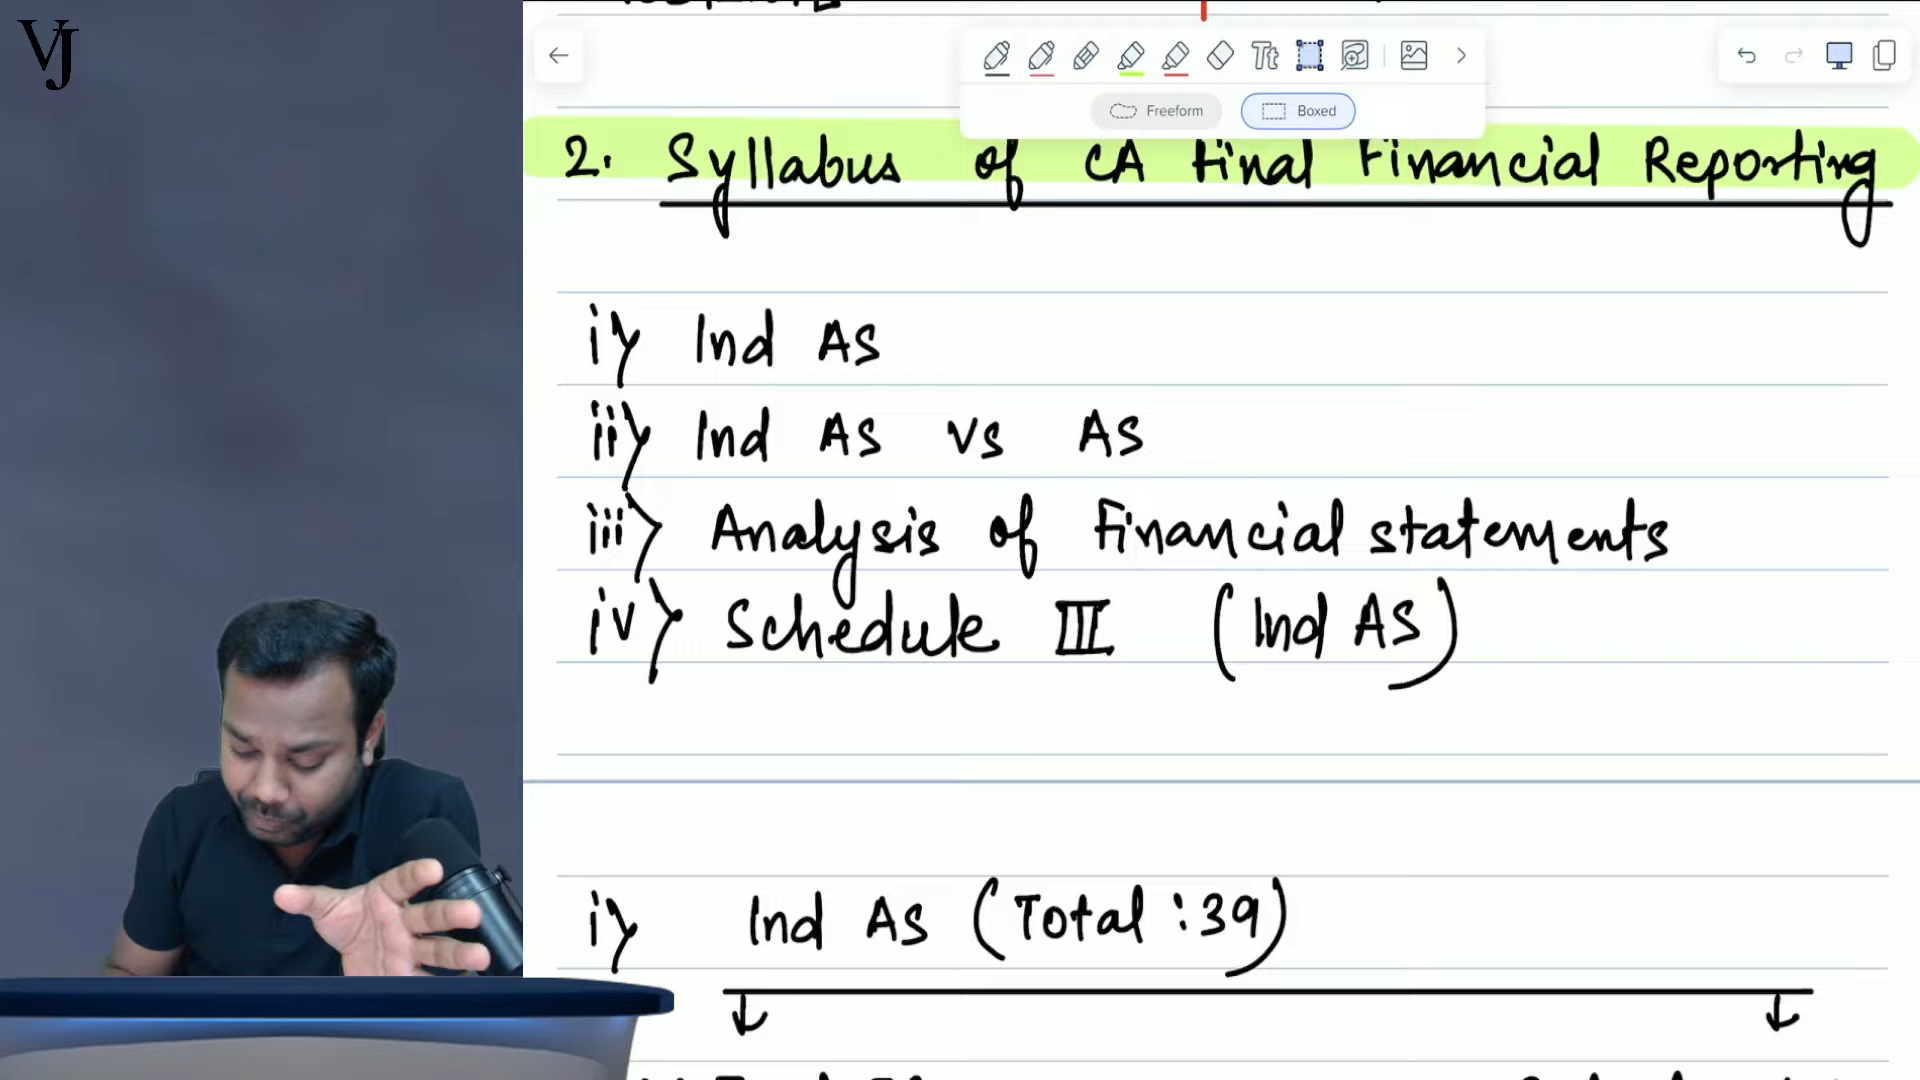 VJ
Freeform Boxed
2. Syllabus of CA Final Financial Reporting
i) Ind AS
ii) Ind AS vs AS
iii) Analysis of Financial statements
iv) Schedule III (Ind AS)
i) Ind AS (Total : 39)